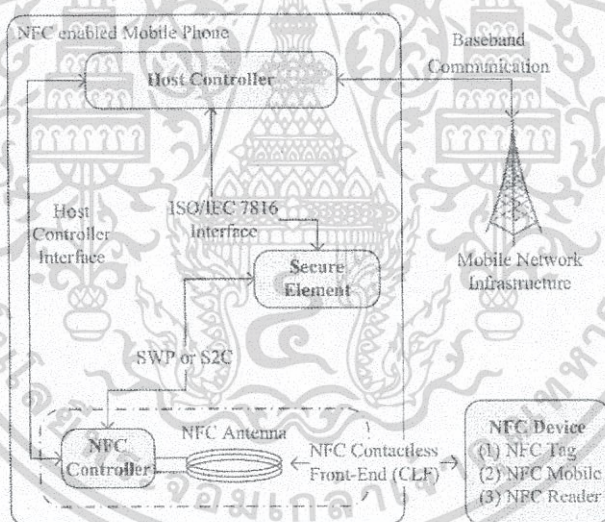 NFC enabled Mobile Phone
Host Controller
Baseband
Communication
Host
Controller
Interface
ISO/IEC 7816
Interface
Secure
Element
Mobile Network
Infrastructure
SWP or S2C
NFC
Controller
NFC Antenna
NFC Contactless
Front-End (CLF)
NFC Device
(1) NFC Tag
(2) NFC Mobile
(3) NFC Reader